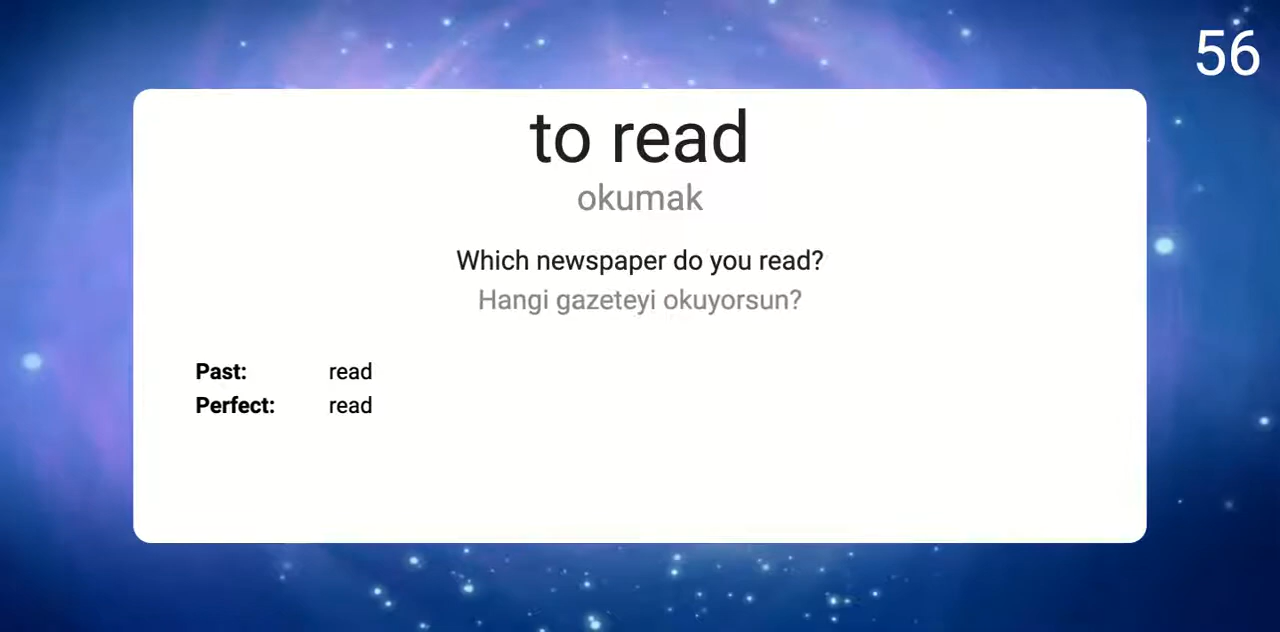 56
to read
okumak
Which newspaper do you read?
Hangi gazeteyi okuyorsun?
Past: read
Perfect: read